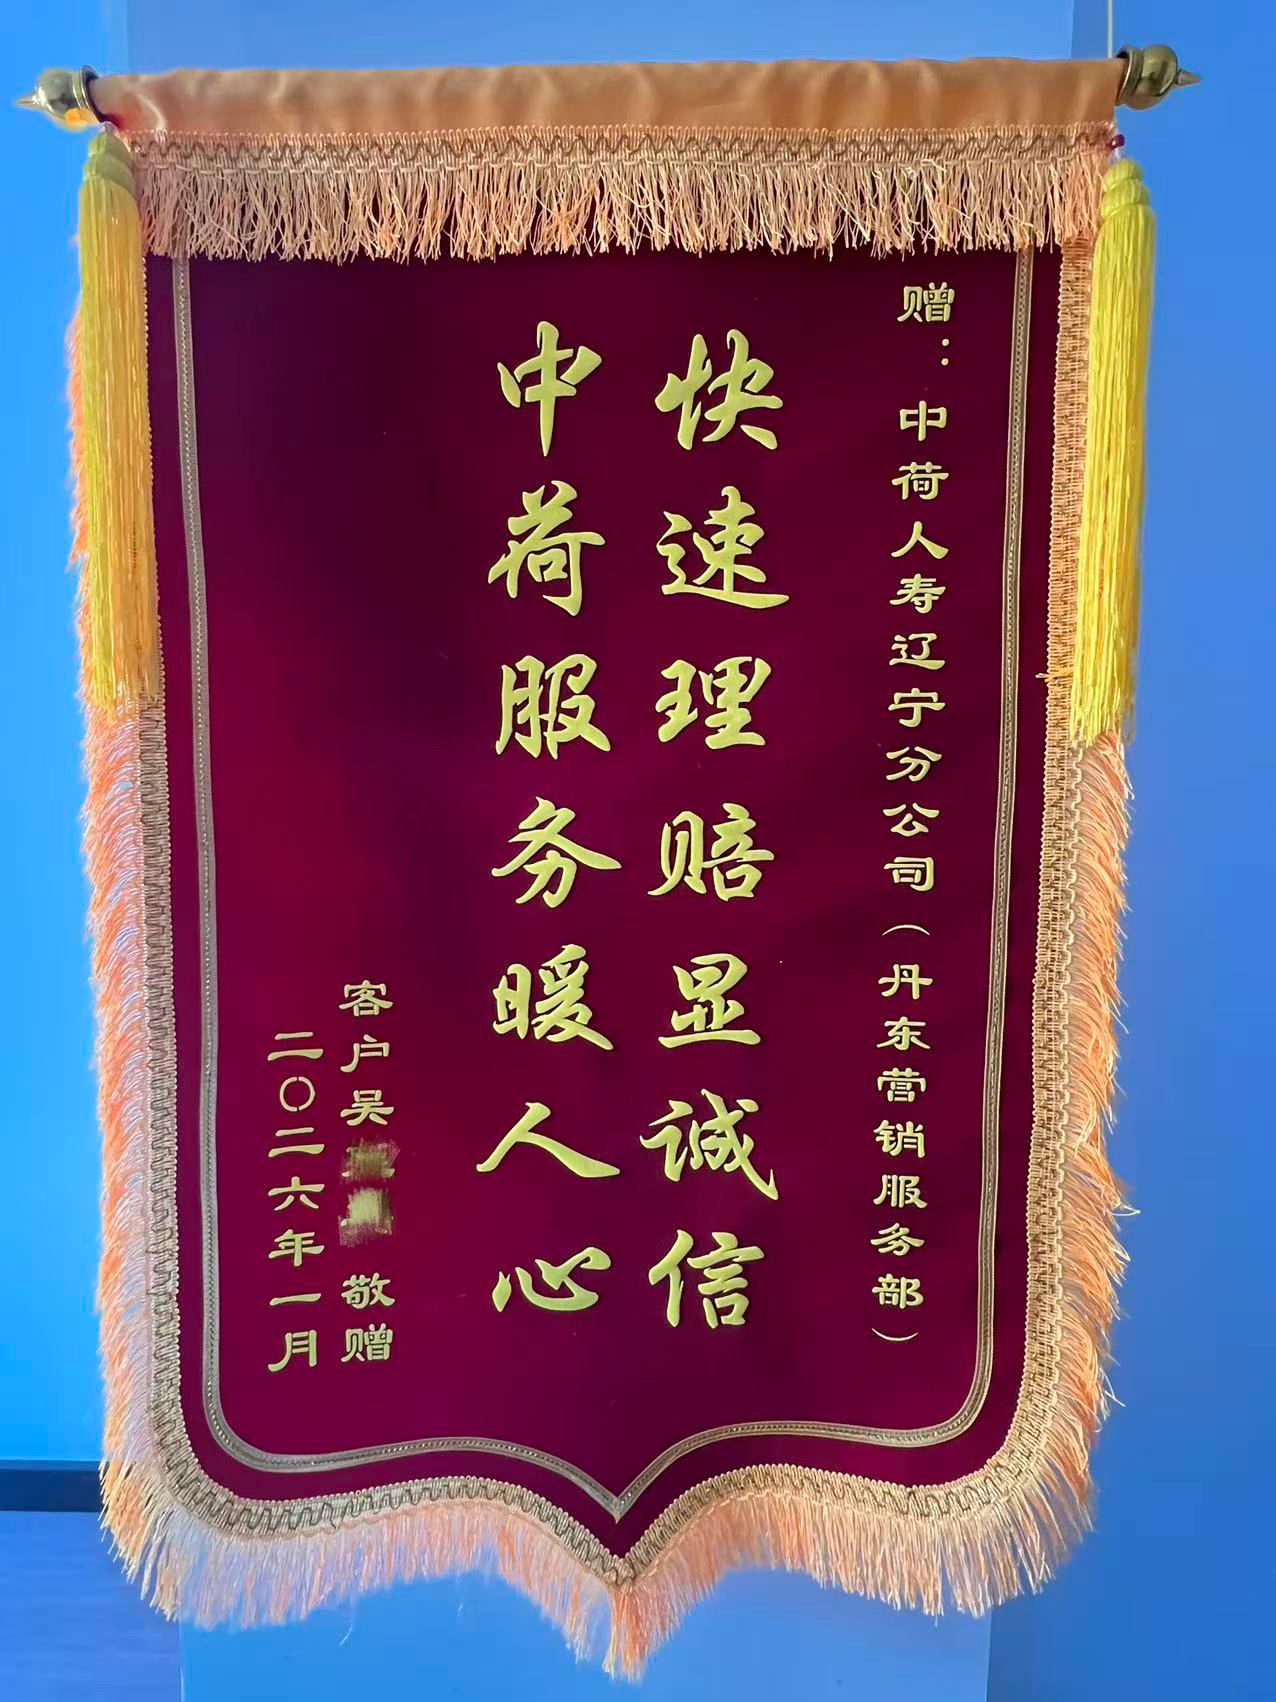 赠：中荷人寿辽宁分公司（丹东营销服务部）
快速理赔显诚信
中荷服务暖人心
客户吴 敬赠
二〇二六年一月